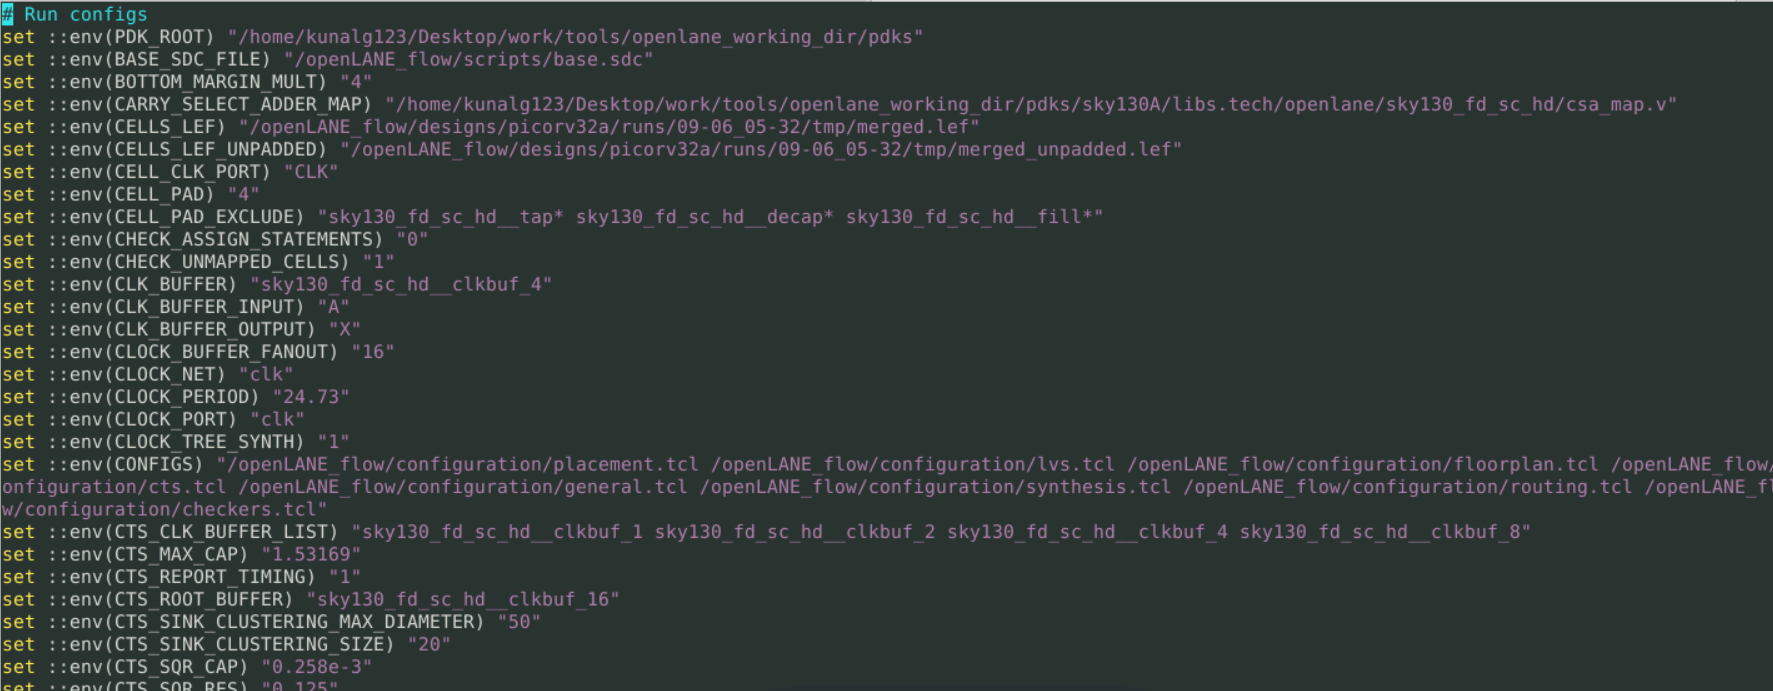 # Run configs
set ::env(PDK_ROOT) "/home/kunalg123/Desktop/work/tools/openlane_working_dir/pdks"
set ::env(BASE_SDC_FILE) "/openLANE_flow/scripts/base.sdc"
set ::env(BOTTOM_MARGIN_MULT) "4"
set ::env(CARRY_SELECT_ADDER_MAP) "/home/kunalg123/Desktop/work/tools/openlane_working_dir/pdks/sky130A/libs.tech/openlane/sky130_fd_sc_hd/csa_map.v"
set ::env(CELLS_LEF) "/openLANE_flow/designs/picorv32a/runs/09-06_05-32/tmp/merged.lef"
set ::env(CELLS_LEF_UNPADDED) "/openLANE_flow/designs/picorv32a/runs/09-06_05-32/tmp/merged_unpadded.lef"
set ::env(CELL_CLK_PORT) "CLK"
set ::env(CELL_PAD) "4"
set ::env(CELL_PAD_EXCLUDE) "sky130_fd_sc_hd__tap* sky130_fd_sc_hd__decap* sky130_fd_sc_hd__fill*"
set ::env(CHECK_ASSIGN_STATEMENTS) "0"
set ::env(CHECK_UNMAPPED_CELLS) "1"
set ::env(CLK_BUFFER) "sky130_fd_sc_hd__clkbuf_4"
set ::env(CLK_BUFFER_INPUT) "A"
set ::env(CLK_BUFFER_OUTPUT) "X"
set ::env(CLOCK_BUFFER_FANOUT) "16"
set ::env(CLOCK_NET) "clk"
set ::env(CLOCK_PERIOD) "24.73"
set ::env(CLOCK_PORT) "clk"
set ::env(CLOCK_TREE_SYNTH) "1"
set ::env(CONFIGS) "/openLANE_flow/configuration/placement.tcl /openLANE_flow/configuration/lvs.tcl /openLANE_flow/configuration/floorplan.tcl /openLANE_flow/
onfiguration/cts.tcl /openLANE_flow/configuration/general.tcl /openLANE_flow/configuration/synthesis.tcl /openLANE_flow/configuration/routing.tcl /openLANE_fl
w/configuration/checkers.tcl"
set ::env(CTS_CLK_BUFFER_LIST) "sky130_fd_sc_hd__clkbuf_1 sky130_fd_sc_hd__clkbuf_2 sky130_fd_sc_hd__clkbuf_4 sky130_fd_sc_hd__clkbuf_8"
set ::env(CTS_MAX_CAP) "1.53169"
set ::env(CTS_REPORT_TIMING) "1"
set ::env(CTS_ROOT_BUFFER) "sky130_fd_sc_hd__clkbuf_16"
set ::env(CTS_SINK_CLUSTERING_MAX_DIAMETER) "50"
set ::env(CTS_SINK_CLUSTERING_SIZE) "20"
set ::env(CTS_SQR_CAP) "0.258e-3"
set ::env(CTS_SQR_RES) "0.125"